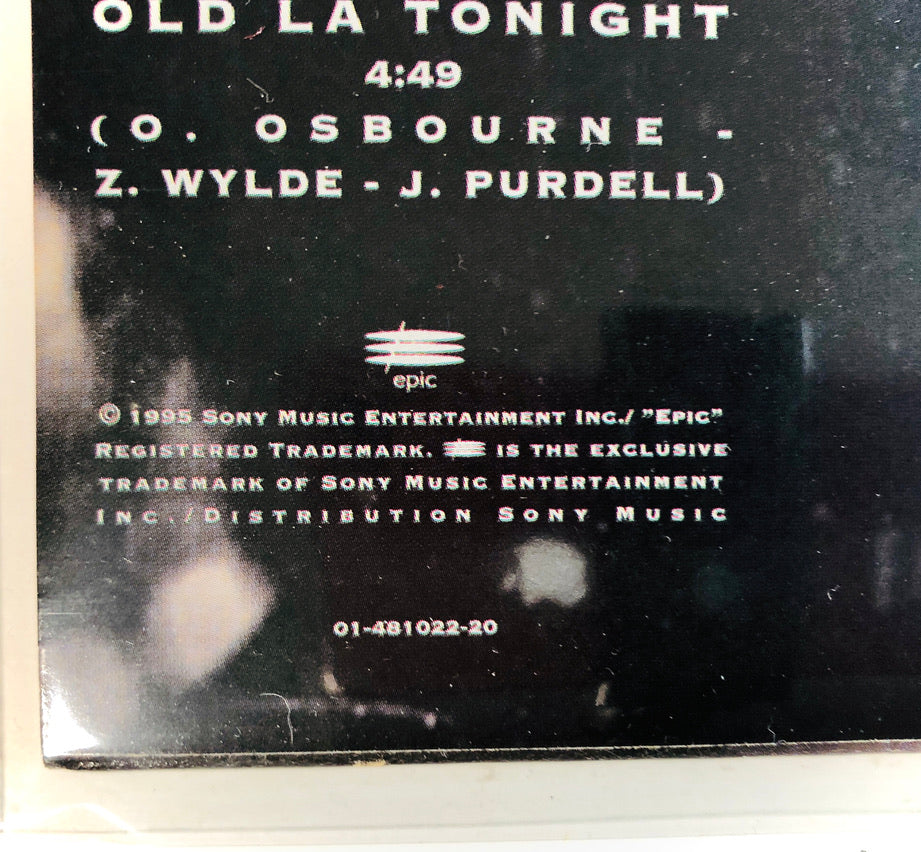 OLD LA TONIGHT
4:49
(O. OSBOURNE -
Z. WYLDE - J. PURDELL)
epic
© 1995 SONY MUSIC ENTERTAINMENT INC./ "EPIC"
REGISTERED TRADEMARK. IS THE EXCLUSIVE
TRADEMARK OF SONY MUSIC ENTERTAINMENT
INC./DISTRIBUTION SONY MUSIC
01-481022-20